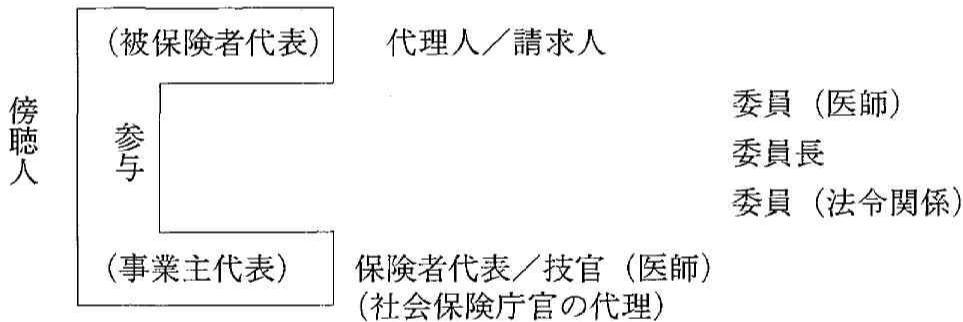 （被保険者代表）
代理人／請求人
傍聴人
参与
委員（医師）
委員長
委員（法令関係）
（事業主代表）
保険者代表／技官（医師）
（社会保険庁官の代理）